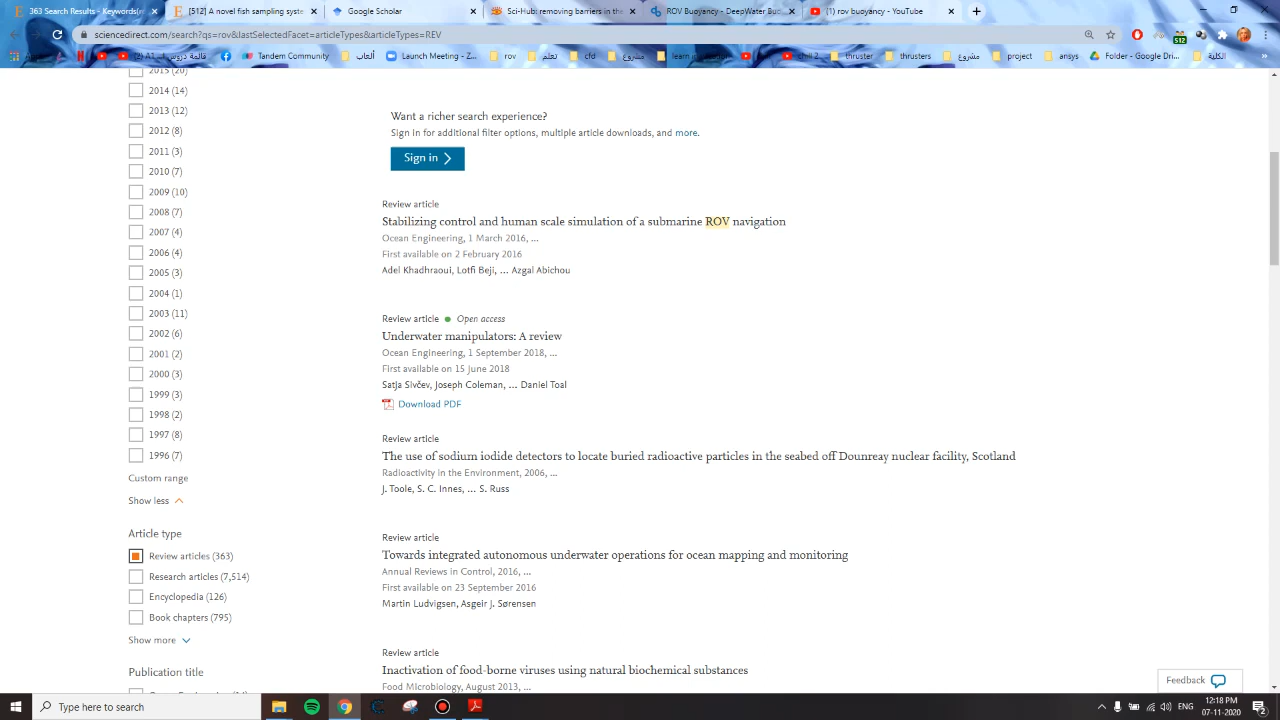 363 Search Results - Keywords(ro
[512] A novel fish sampling syste
Google Scholar
Sci-Hub: removing barriers in the
ROV Buoyancy - DeepWater Buo
(1) rov buoyancy - YouTube
sciencedirect.com/search?qs=rov&lastSelectedFacet=articleTypes&articleTypes=REV
512
Tandem Community
ألعاب
Launch Meeting - Z...
rov
تعلم
cfd
مشروع
thruster
thrusters
مشروع
project
ansys
Folder - Google Dri...
الكلية
2015 (20)
2014 (14)
2013 (12)
2012 (8)
2011 (3)
2010 (7)
2009 (10)
2008 (7)
2007 (4)
2006 (4)
2005 (3)
2004 (1)
2003 (11)
2002 (6)
2001 (2)
2000 (3)
1999 (3)
1998 (2)
1997 (8)
1996 (7)
Custom range
Show less
Article type
Review articles (363)
Research articles (7,514)
Encyclopedia (126)
Book chapters (795)
Show more
Publication title
Want a richer search experience?
Sign in for additional filter options, multiple article downloads, and more.
Sign in
Review article
Stabilizing control and human scale simulation of a submarine ROV navigation
Ocean Engineering, 1 March 2016, ...
First available on 2 February 2016
Adel Khadhraoui, Lotfi Beji, ... Azgal Abichou
Review article Open access
Underwater manipulators: A review
Ocean Engineering, 1 September 2018, ...
First available on 15 June 2018
Satja Sivčev, Joseph Coleman, ... Daniel Toal
Download PDF
Review article
The use of sodium iodide detectors to locate buried radioactive particles in the seabed off Dounreay nuclear facility, Scotland
Radioactivity in the Environment, 2006, ...
J. Toole, S. C. Innes, ... S. Russ
Review article
Towards integrated autonomous underwater operations for ocean mapping and monitoring
Annual Reviews in Control, 2016, ...
First available on 23 September 2016
Martin Ludvigsen, Asgeir J. Sørensen
Review article
Inactivation of food-borne viruses using natural biochemical substances
Food Microbiology, August 2013, ...
Feedback
Type here to search
ENG
12:18 PM
07-11-2020
2